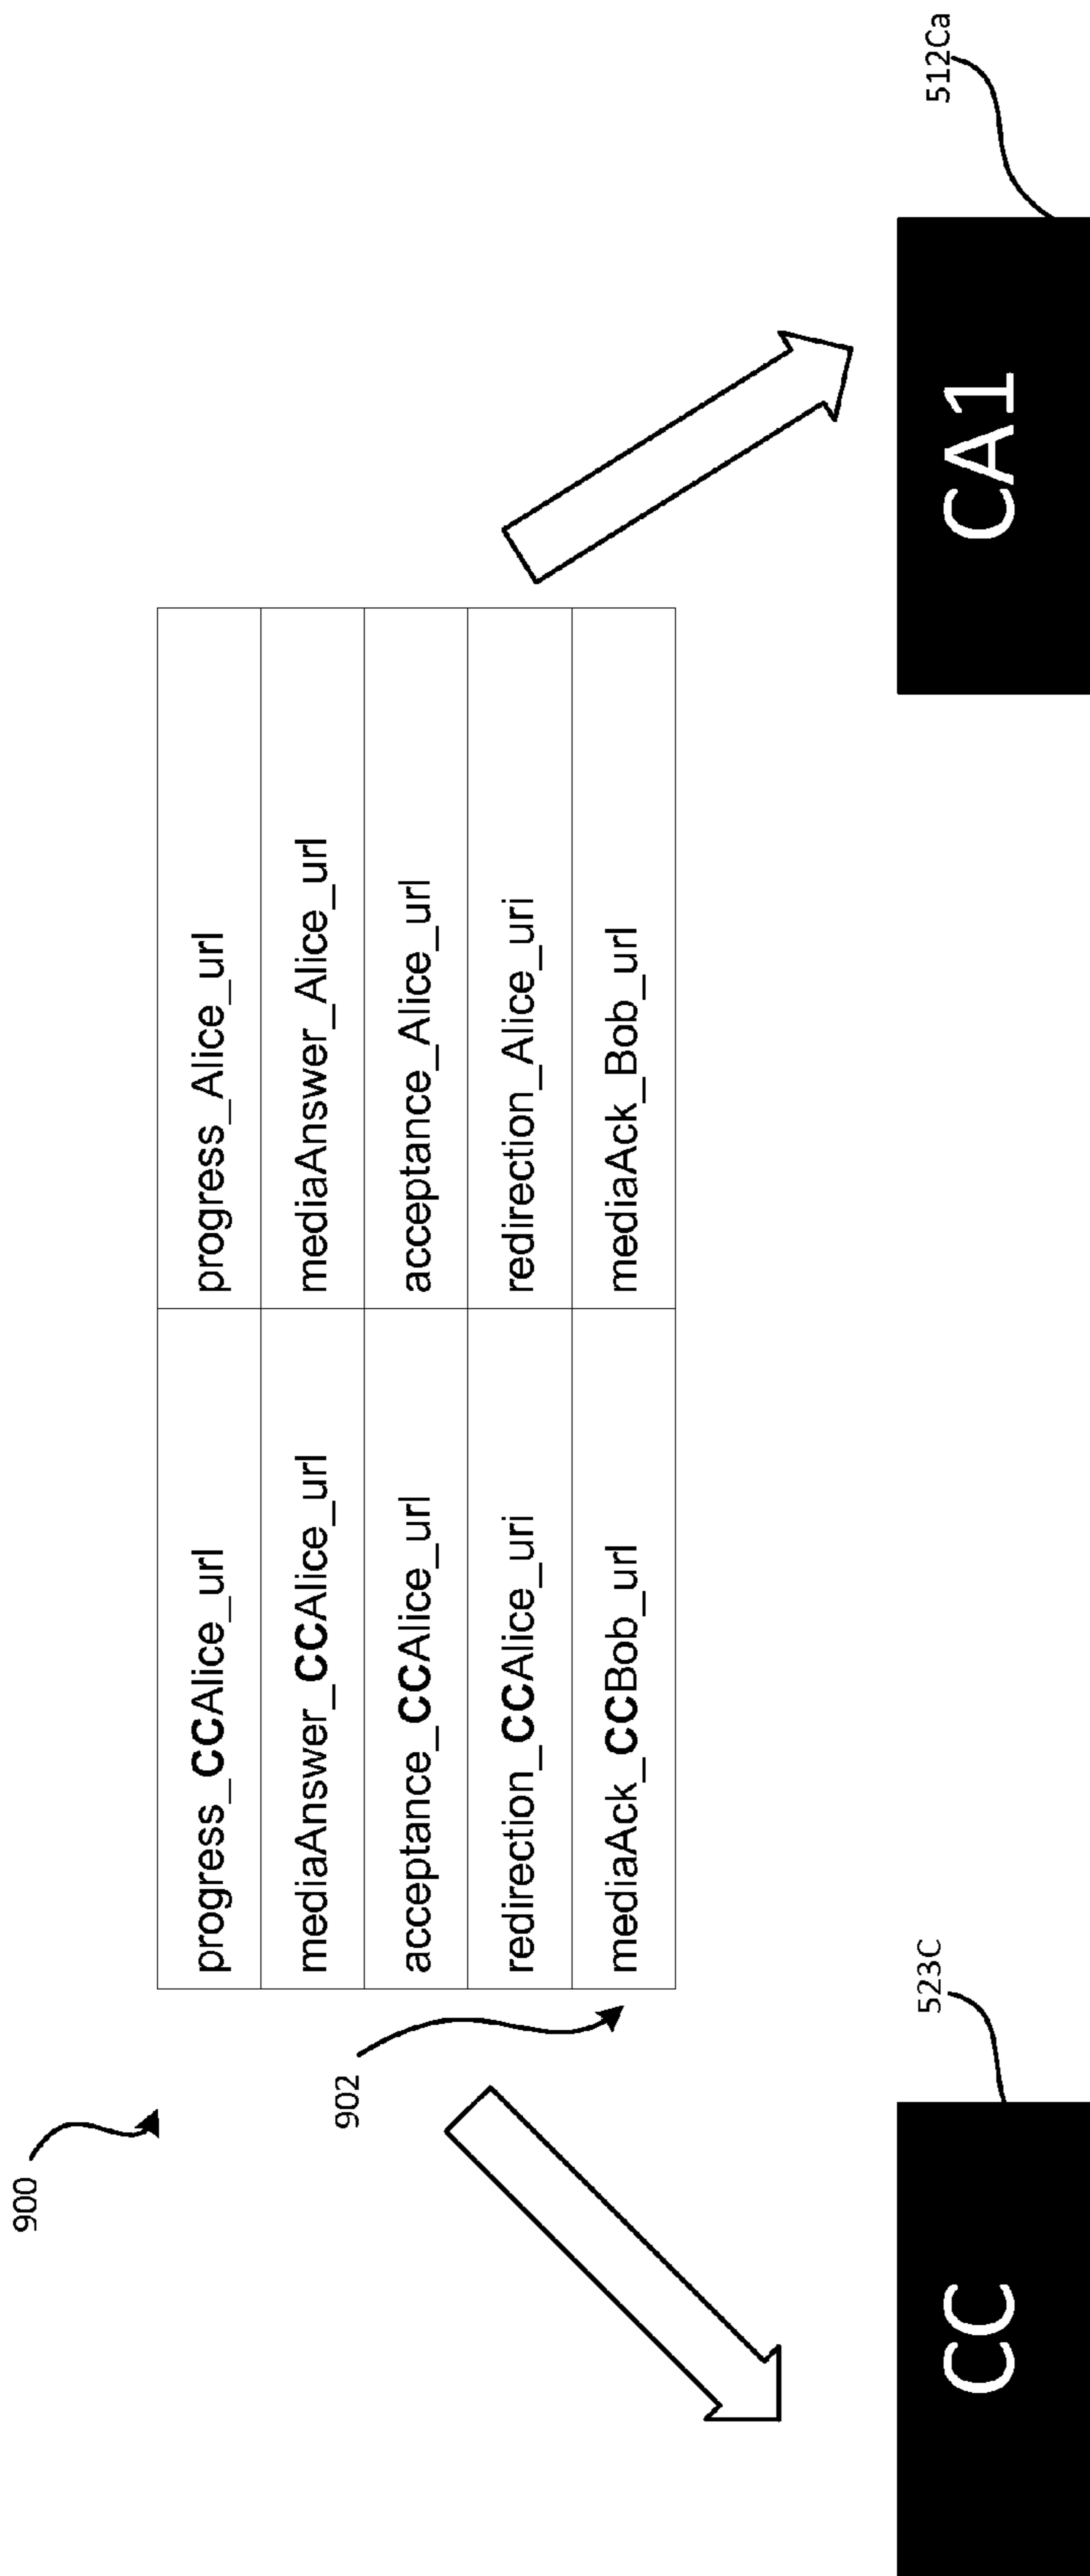 900
902
progress_CCAlice_url progress_Alice_url
mediaAnswer_CCAlice_url mediaAnswer_Alice_url
acceptance_CCAlice_url acceptance_Alice_url
redirection_CCAlice_uri redirection_Alice_uri
mediaAck_CCBob_url mediaAck_Bob_url
523C
512Ca
CC
CA1